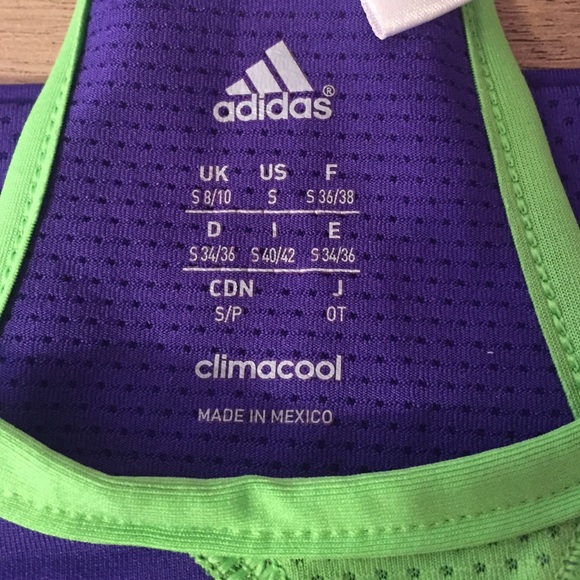 adidas®
UK US F
S 8/10 S S 36/38
D I E
S 34/36 S 40/42 S 34/36
CDN J
S/P OT
climacool
MADE IN MEXICO